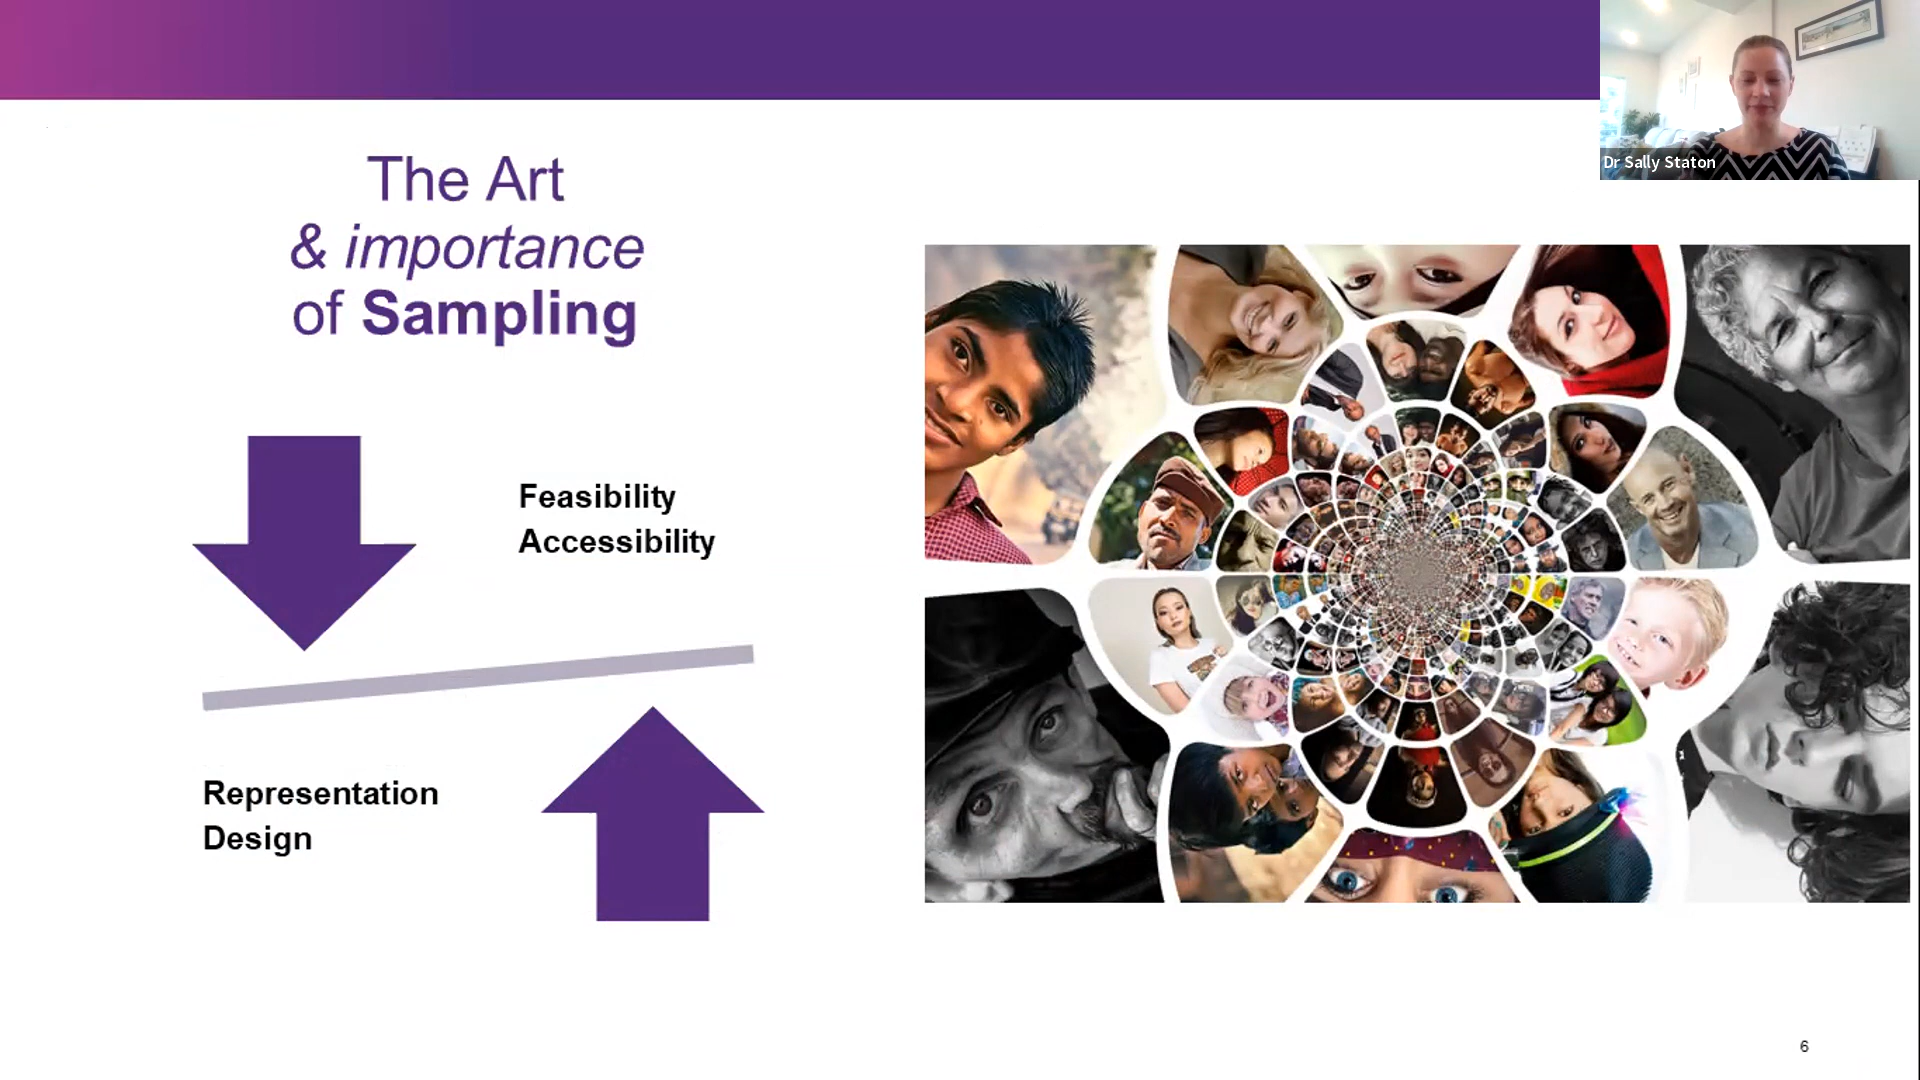 Dr Sally Staton
The Art
& importance
of Sampling
Feasibility
Accessibility
Representation
Design
6